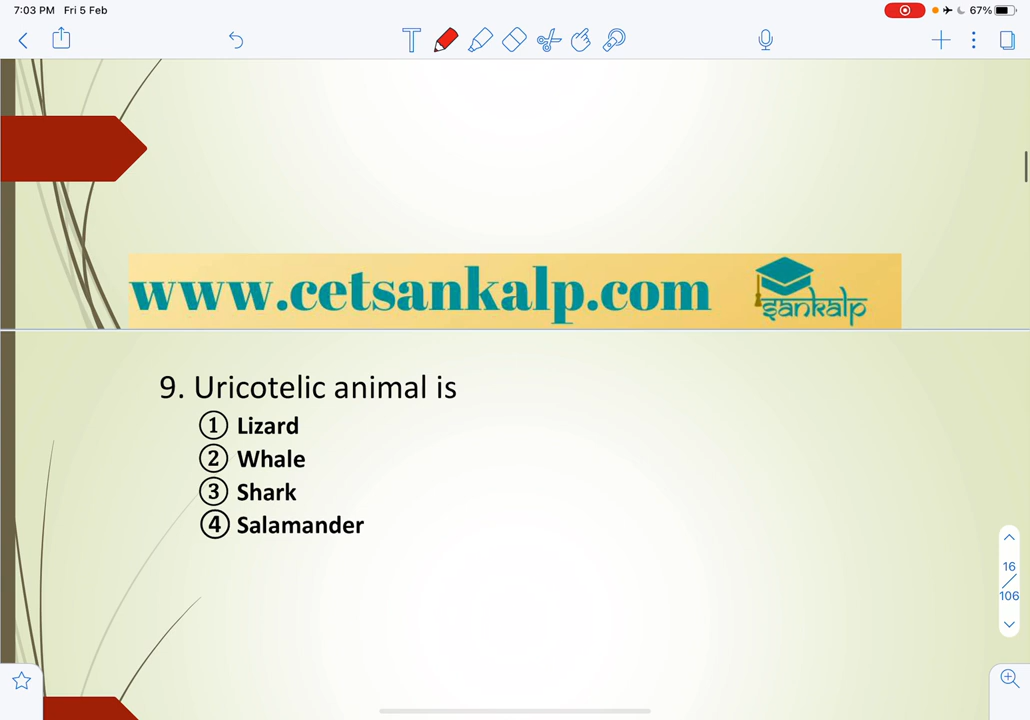 7:03 PM Fri 5 Feb
67%
T
www.cetsankalp.com
sankalp
9. Uricotelic animal is
① Lizard
② Whale
③ Shark
④ Salamander
16
106